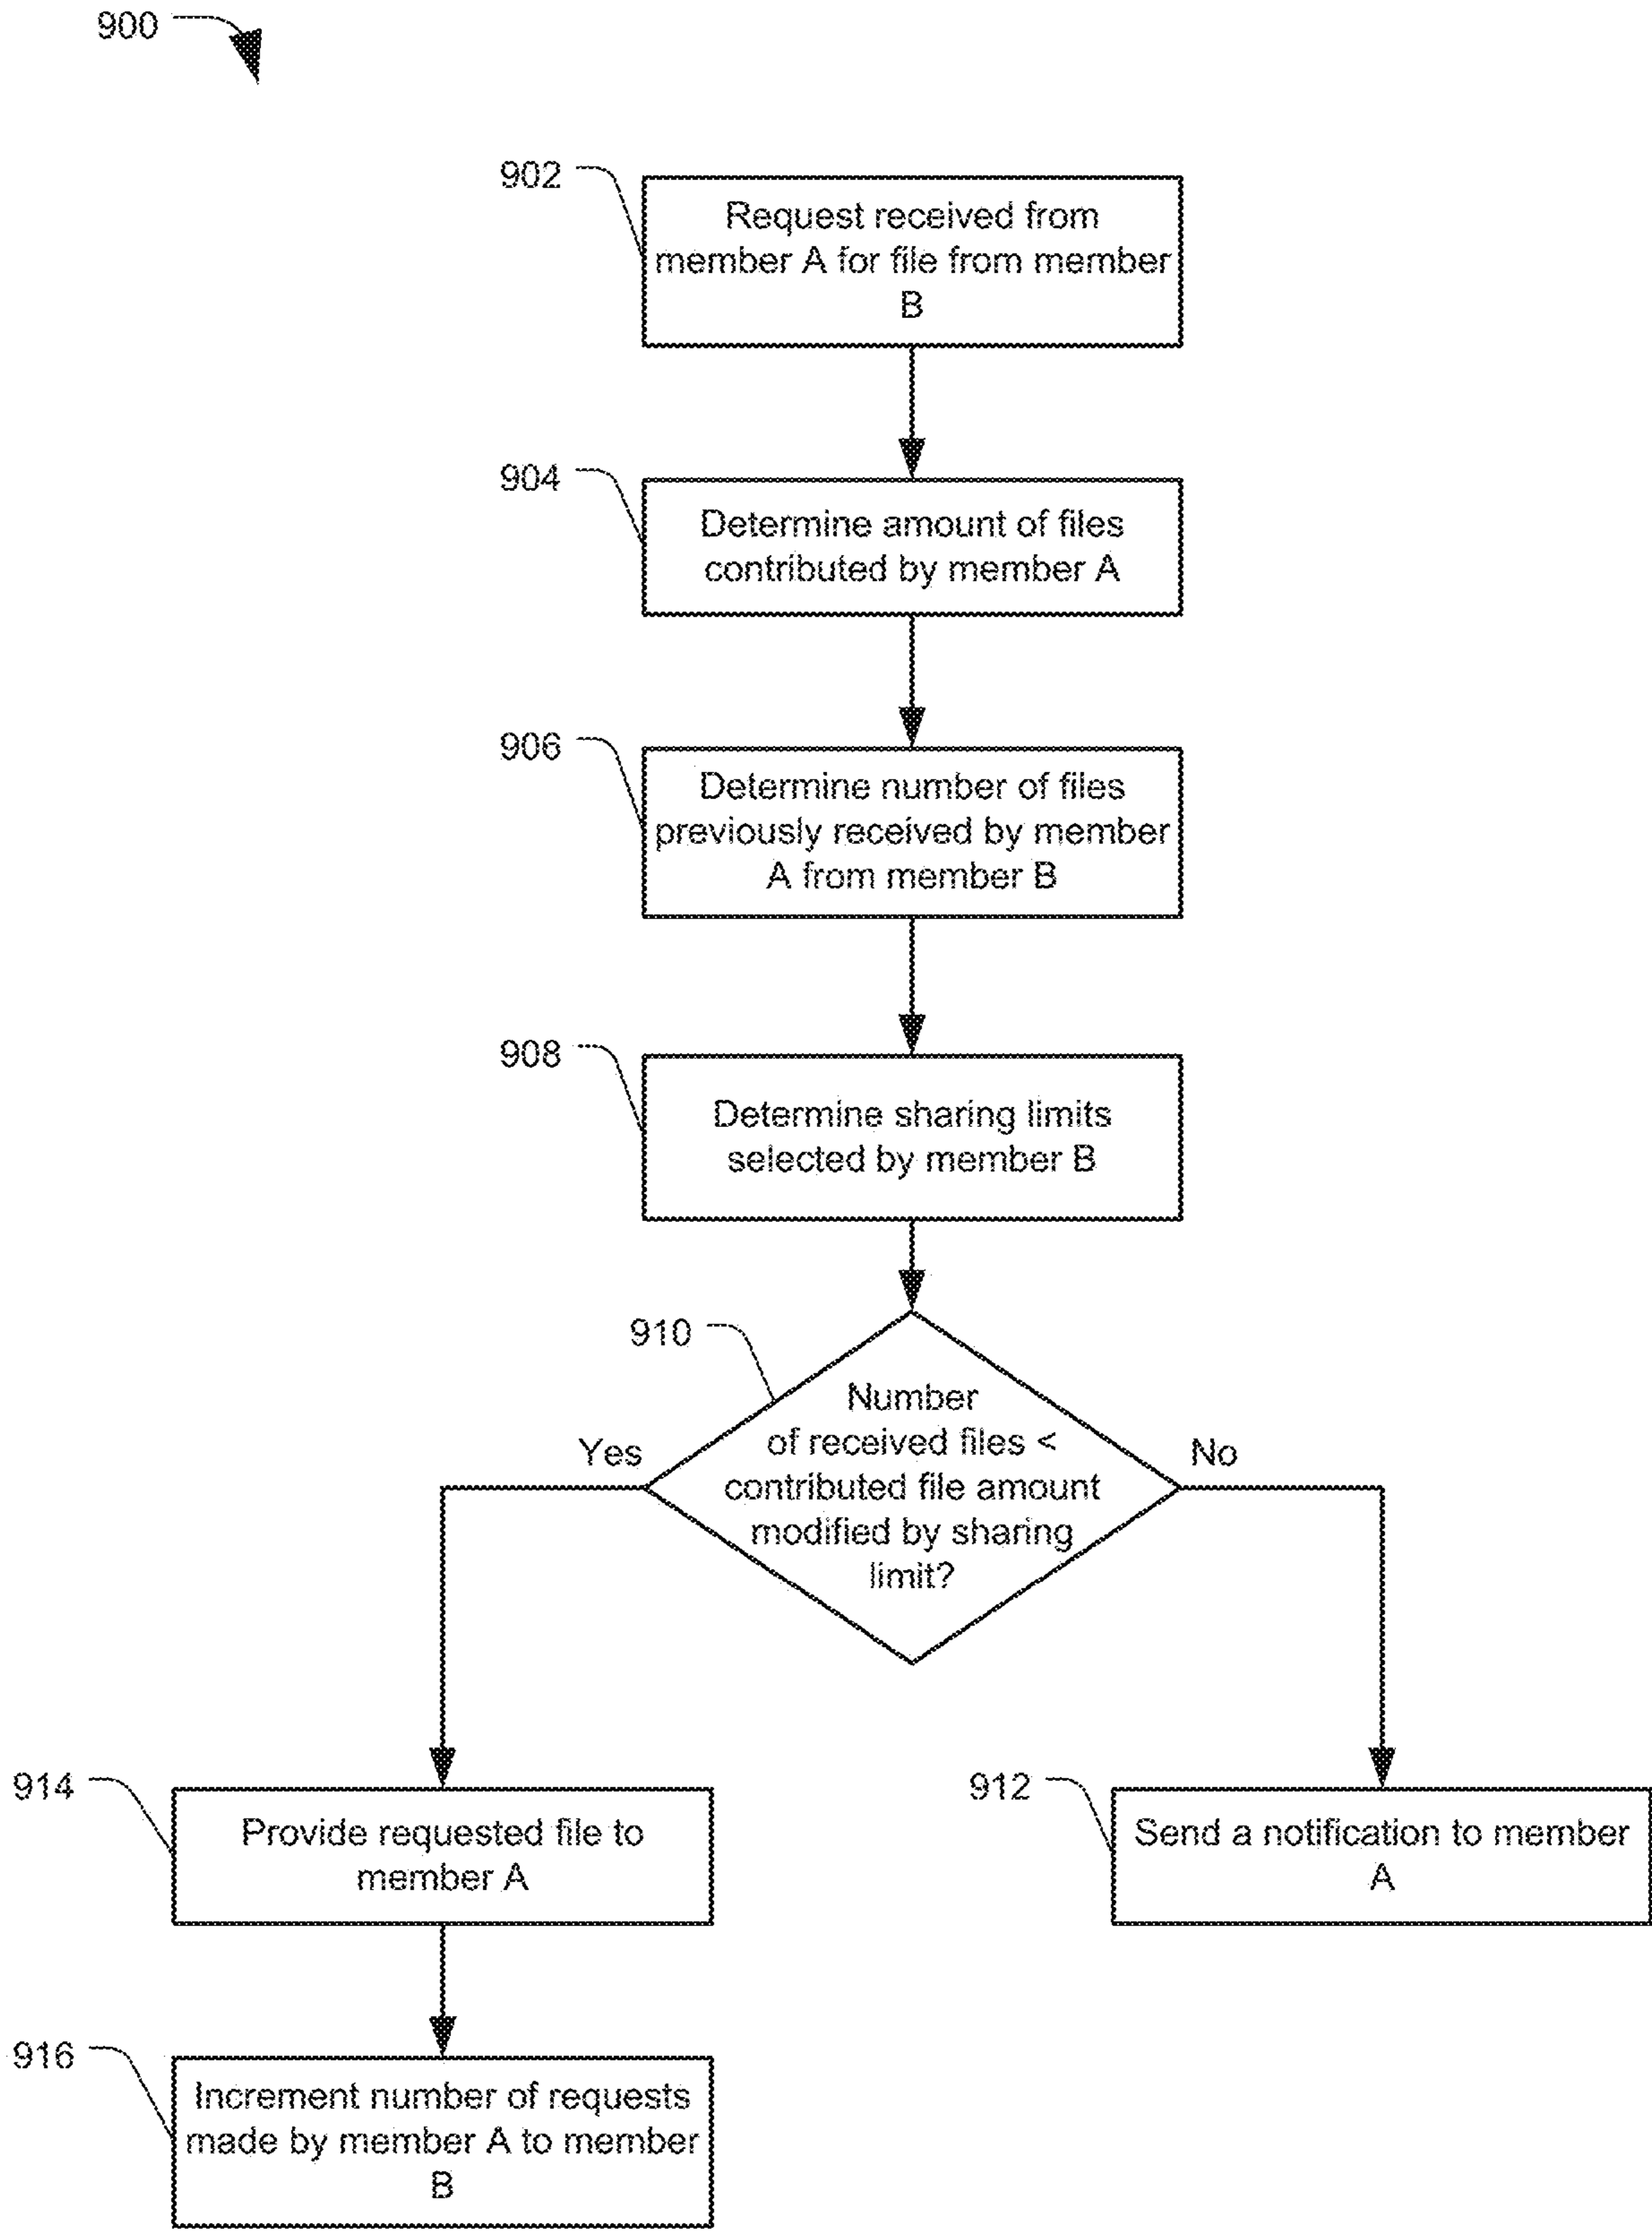 900
902
Request received from
member A for file from member
B
904
Determine amount of files
contributed by member A
906
Determine number of files
previously received by member
A from member B
908
Determine sharing limits
selected by member B
910
Number
of received files <
contributed file amount
modified by sharing
limit?
Yes
No
914
Provide requested file to
member A
912
Send a notification to member
A
916
Increment number of requests
made by member A to member
B